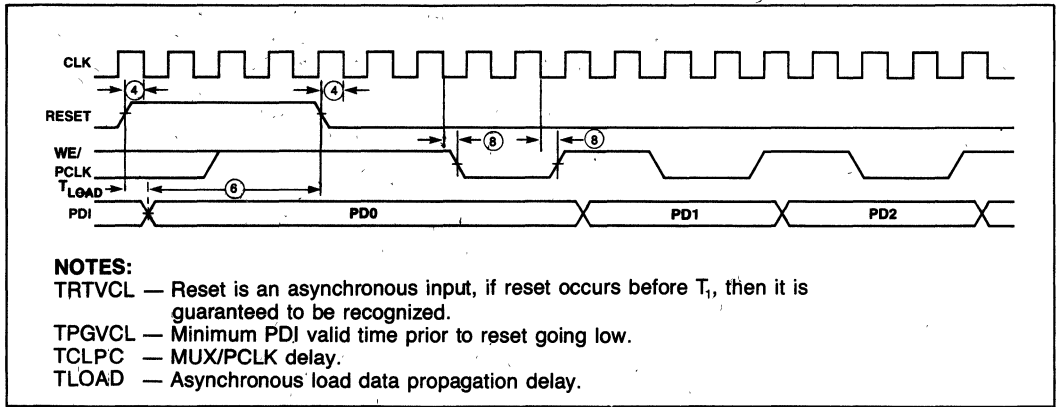 CLK
④ ④
RESET
⑧ ⑧
WE/
PCLK
TLOAD ⑥
PDI PD0 PD1 PD2
NOTES:
TRTVCL — Reset is an asynchronous input, if reset occurs before T1, then it is
guaranteed to be recognized.
TPGVCL — Minimum PDI valid time prior to reset going low.
TCLPC — MUX/PCLK delay.
TLOAD — Asynchronous load data propagation delay.